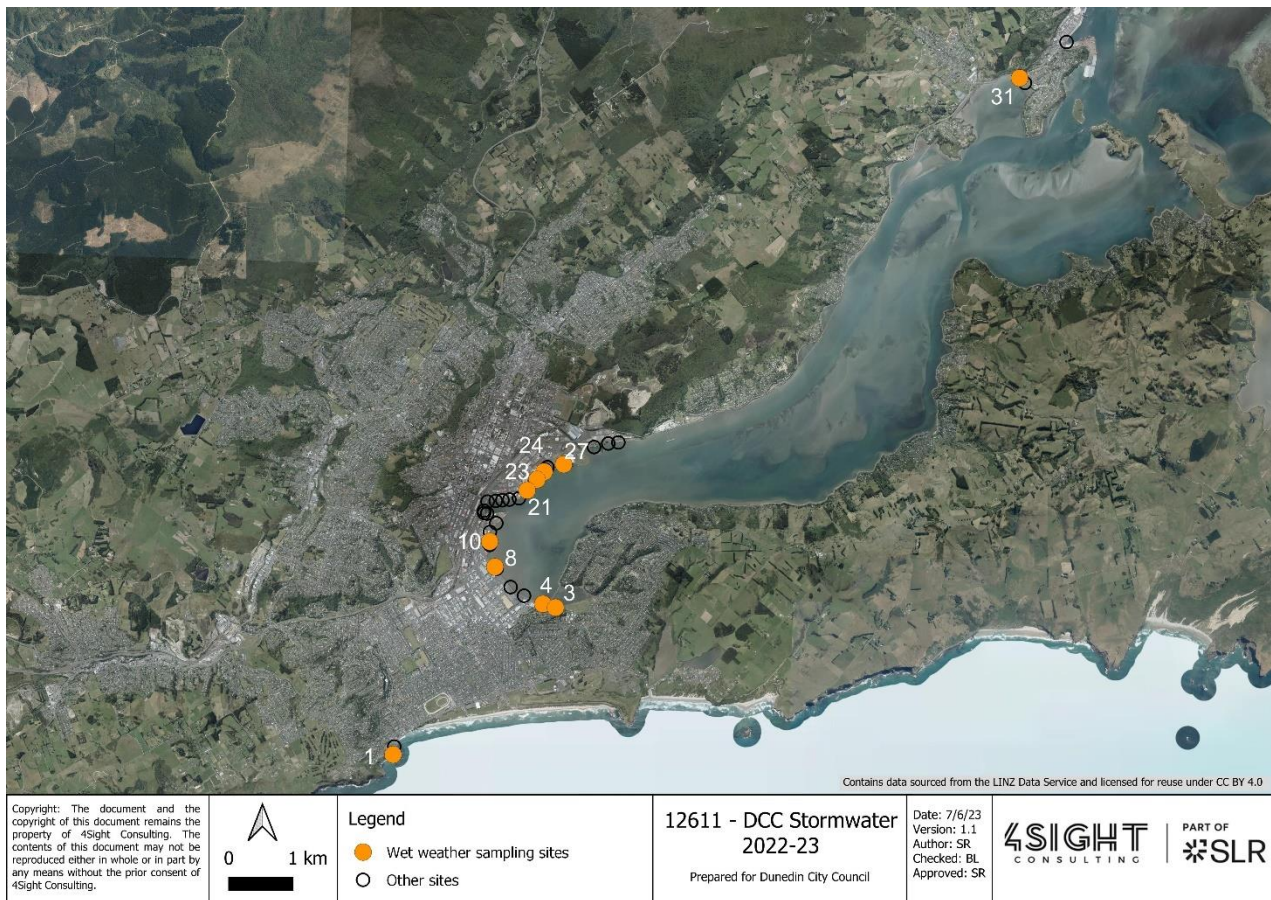 31
24
27
23
21
10
8
4
3
1
Contains data sourced from the LINZ Data Service and licensed for reuse under CC BY 4.0
Copyright: The document and the
copyright of this document remains the
property of 4Sight Consulting. The
contents of this document may not be
reproduced either in whole or in part by
any means without the prior consent of
4Sight Consulting.
0 1 km
Legend
Wet weather sampling sites
Other sites
12611 - DCC Stormwater
2022-23
Prepared for Dunedin City Council
Date: 7/6/23
Version: 1.1
Author: SR
Checked: BL
Approved: SR
4SIGHT
CONSULTING
PART OF
SLR